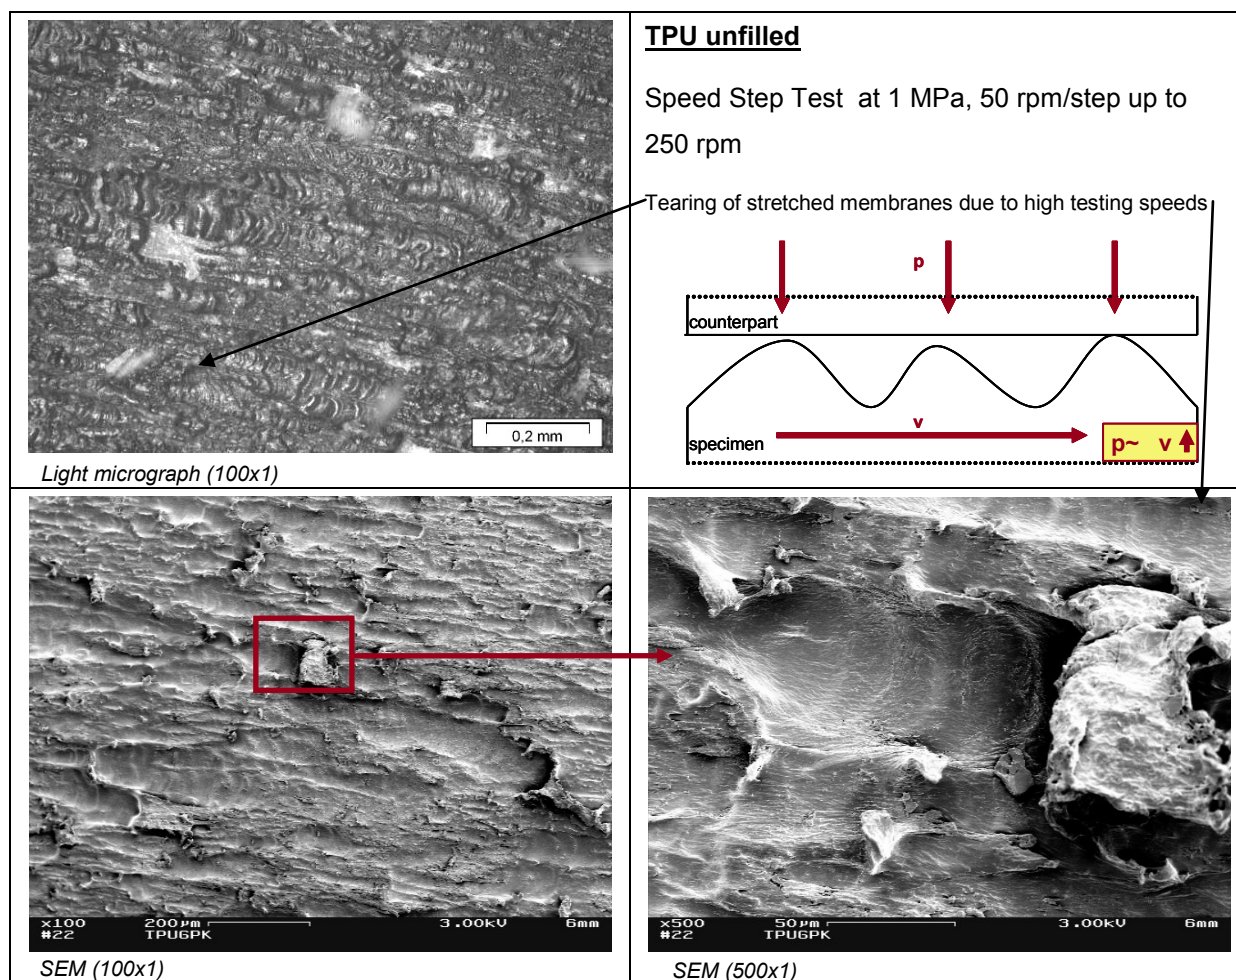 0,2 mm
Light micrograph (100x1)
TPU unfilled
Speed Step Test at 1 MPa, 50 rpm/step up to
250 rpm
Tearing of stretched membranes due to high testing speeds
p
counterpart
v
specimen
p~ v
x100 200µm 3.00kV 6mm
#22 TPU6PK
SEM (100x1)
x500 50µm 3.00kV 6mm
#22 TPU6PK
SEM (500x1)